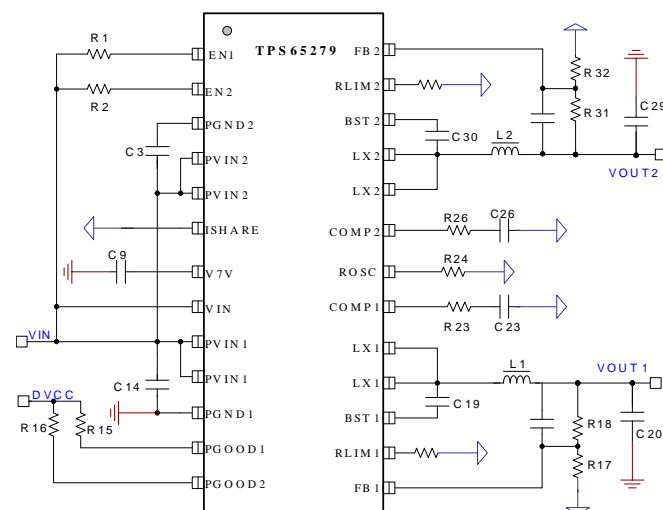 TPS65279
R1
EN1
FB2
R32
R2
EN2
RLIM2
R31
C29
PGND2
BST2
C3
C30
PVIN2
LX2
L2
VOUT2
PVIN2
LX2
ISHARE
COMP2
R26
C26
C9
V7V
ROSC
R24
VIN
COMP1
R23
C23
VIN
PVIN1
LX1
L1
VOUT1
C14
PVIN1
LX1
DVCC
C19
PGND1
BST1
R18
C20
R16
R15
PGOOD1
RLIM1
R17
PGOOD2
FB1